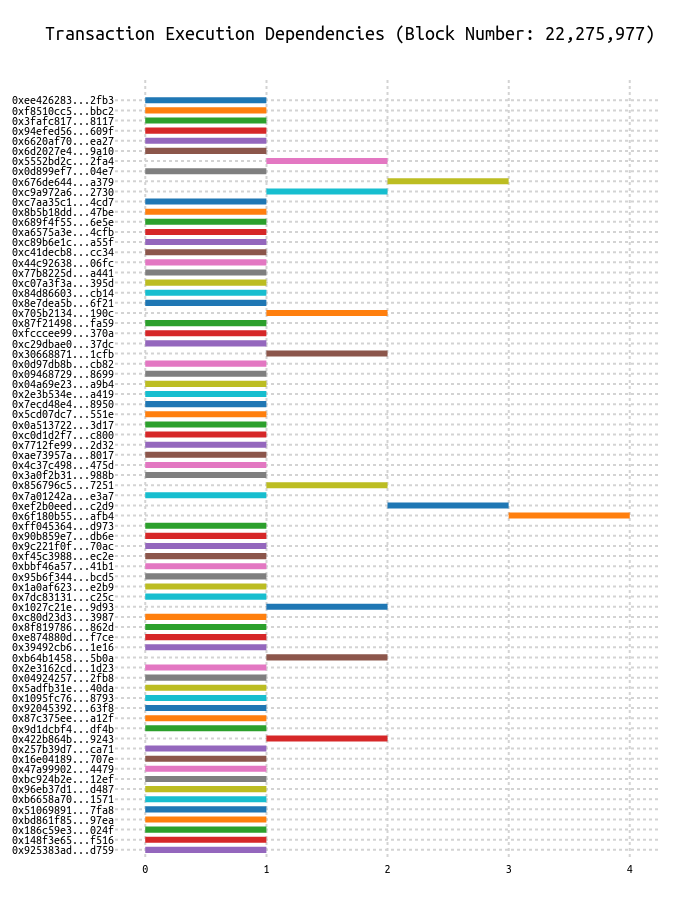 Transaction Execution Dependencies (Block Number: 22,275,977)
0xee426283...2fb3
0xf8510cc5...bbc2
0x3fafc817...8117
0x94efed56...609f
0x6620af70...ea27
0x6d2027e4...9a10
0x5552bd2c...2fa4
0x0d899ef7...04e7
0x676de644...a379
0xc9a972a6...2730
0xc7aa35c1...4cd7
0x8b5b18dd...47be
0x689f4f55...6e5e
0xa6575a3e...4cfb
0xc89b6e1c...a55f
0xc41decb8...cc34
0x44c92638...06fc
0x77b8225d...a441
0xc07a3f3a...395d
0x84d86603...cb14
0x8e7dea5b...6f21
0x705b2134...190c
0x87f21498...fa59
0xfcccee99...370a
0xc29dbae0...37dc
0x30668871...1cfb
0x0d97db8b...cb82
0x09468729...8699
0x04a69e23...a9b4
0x2e3b534e...a419
0x7ecd48e4...8950
0x5cd07dc7...551e
0x0a513722...3d17
0xc0d1d2f7...c800
0x7712fe99...2d32
0xae73957a...8017
0x4c37c498...475d
0x3a0f2b31...988b
0x856796c5...7251
0x7a01242a...e3a7
0xef2b0eed...c2d9
0x6f180b55...afb4
0xff045364...d973
0x90b859e7...db6e
0x9c221f0f...70ac
0xf45c3988...ec2e
0xbbf46a57...41b1
0x95b6f344...bcd5
0x1a0af623...e2b9
0x7dc83131...c25c
0x1027c21e...9d93
0xc80d23d3...3987
0x8f819786...862d
0xe874880d...f7ce
0x39492cb6...1e16
0xb64b1458...5b0a
0x2e3162cd...1d23
0x04924257...2fb8
0x5adfb31e...40da
0x1095fc76...8793
0x92045392...63f8
0x87c375ee...a12f
0x9d1dcbf4...df4b
0x422b864b...9243
0x257b39d7...ca71
0x16e04189...707e
0x47a99902...4479
0xbc924b2e...12ef
0x96eb37d1...d487
0xb6658a70...1571
0x51069891...7fa8
0xbd861f85...97ea
0x186c59e3...024f
0x148f3e65...f516
0x925383ad...d759
0 1 2 3 4